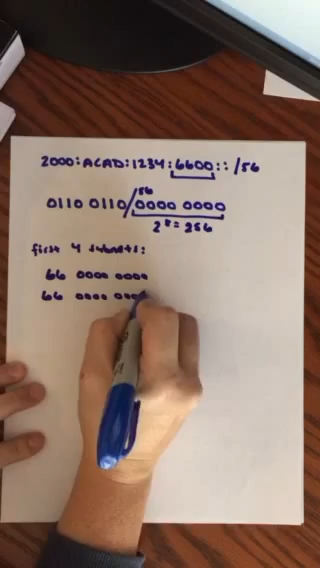 2000:ACAD:1234:6600::/56
0110 0110/56 0000 0000
2⁸=256
first 4 subnets:
66 0000 0000
66 0000 000